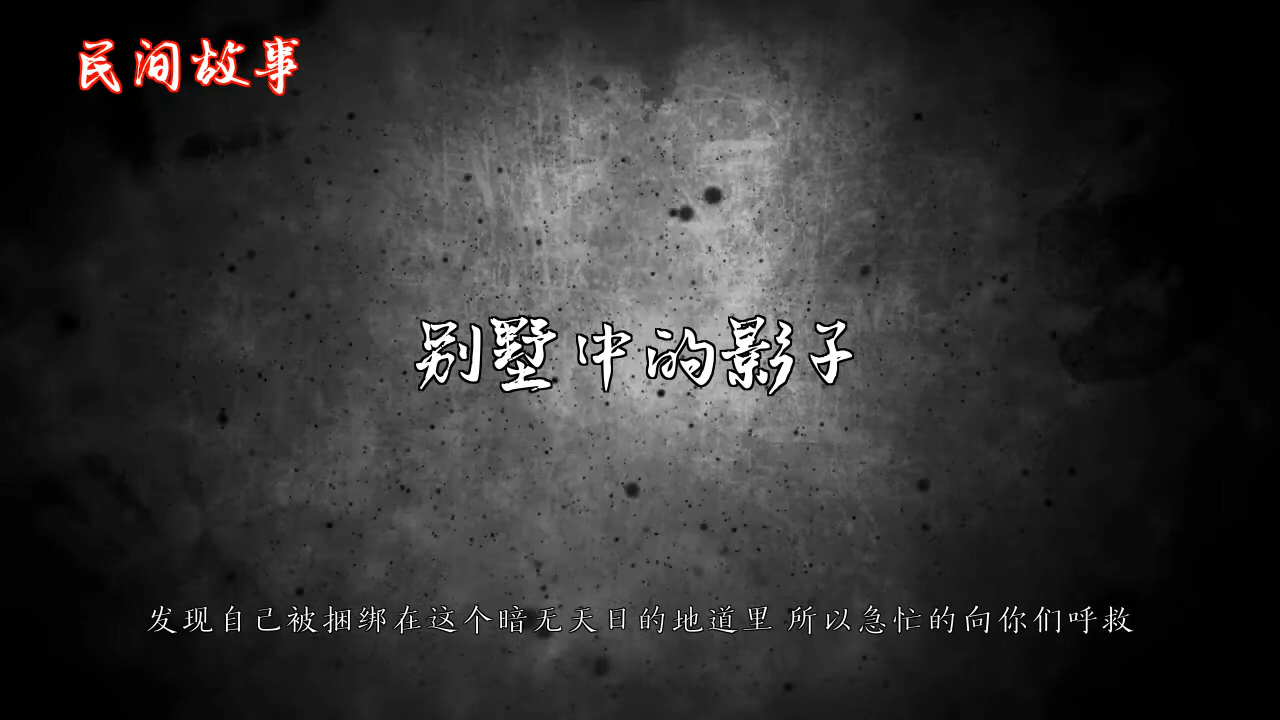 民间故事
别墅中的影子
发现自己被捆绑在这个暗无天日的地道里 所以急忙的向你们呼救